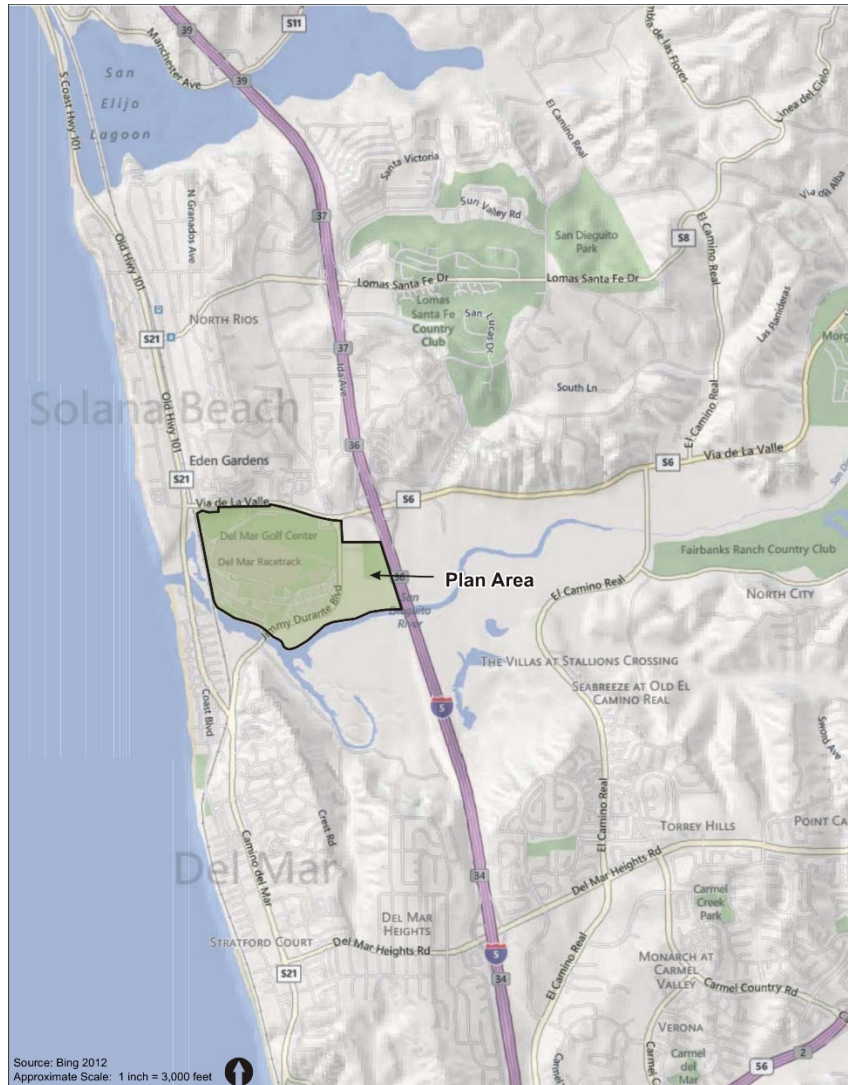 39
S11
Manchester Ave
39
San
Elijo
Lagoon
S Coast Hwy 101
El Camino Real
Linea del Cielo
Santa Victoria
N Granados Ave
37
Sun Valley Rd
Via de Alba
San Dieguito
Park
S8
El Camino Real
Old Hwy 101
Lomas Santa Fe Dr
Lomas Santa Fe Dr
Lomas
Santa Fe
Country
Club
San
Lucas Dr
NORTH RIOS
S21
37
Ida Ave
Las Planideras
Solana Beach
South Ln
Old Hwy 101
36
El Camino Real
Eden Gardens
S21
S6
Via de La Valle
Via de La Valle
S6
Del Mar Golf Center
Del Mar Racetrack
Fairbanks Ranch Country Club
36
Plan Area
El Camino Real
NORTH CITY
San
Dieguito
River
Jimmy Durante Blvd
THE VILLAS AT STALLIONS CROSSING
SEABREEZE AT OLD EL
CAMINO REAL
Coast Blvd
5
Sword Ave
Crest Rd
El Camino Real
TORREY HILLS
Del Mar
Camino del Mar
34
Del Mar Heights Rd
Carmel
Creek
Park
DEL MAR
HEIGHTS
STRATFORD COURT
Del Mar Heights Rd
5
S21
34
El Camino Real
MONARCH AT
CARMEL
VALLEY
Carmel Country Rd
VERONA
2
56
Carmel
del
Mar
Source: Bing 2012
Approximate Scale: 1 inch = 3,000 feet